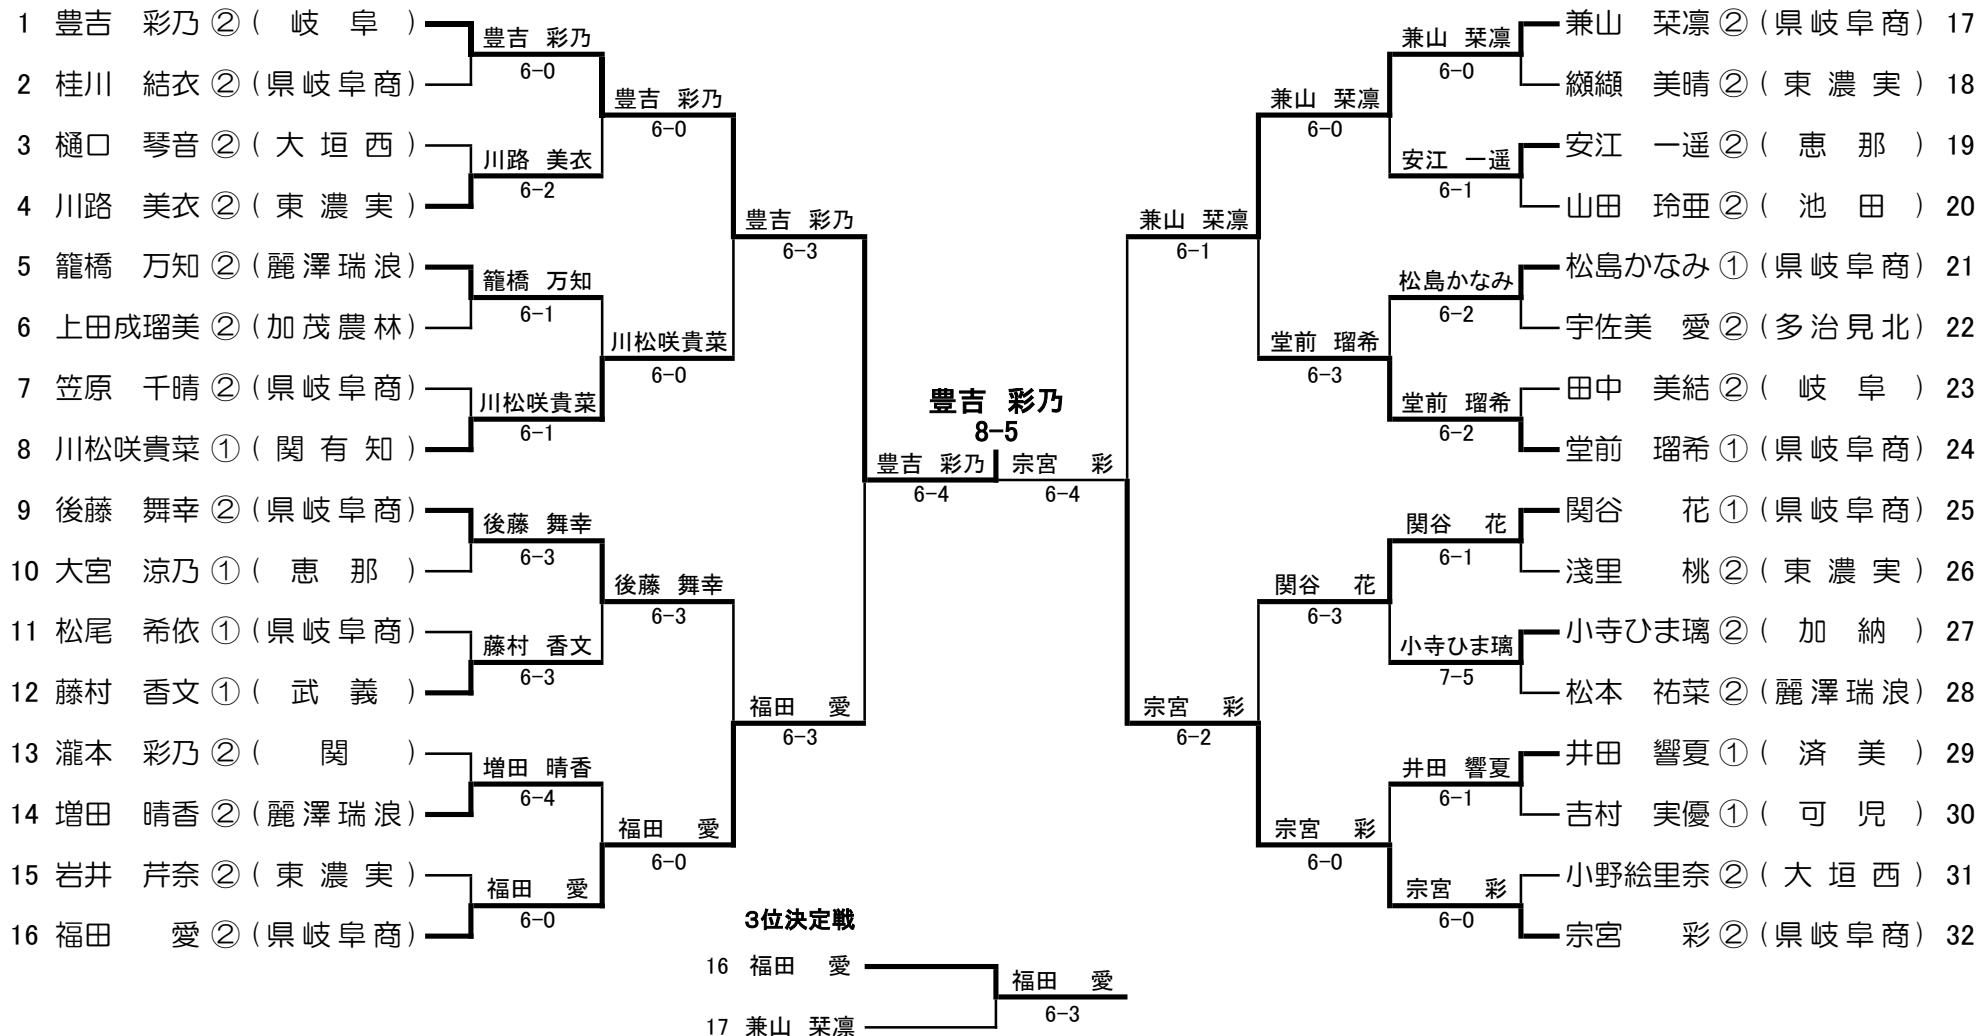 1 豊吉 彩乃 ② ( 岐 阜 )
2 桂川 結衣 ② (県岐阜商)
3 樋口 琴音 ② ( 大 垣 西 )
4 川路 美衣 ② ( 東 濃 実 )
5 籠橋 万知 ② (麗澤瑞浪)
6 上田成瑠美 ② (加茂農林)
7 笠原 千晴 ② (県岐阜商)
8 川松咲貴菜 ① ( 関 有 知 )
9 後藤 舞幸 ② (県岐阜商)
10 大宮 涼乃 ① ( 恵 那 )
11 松尾 希依 ① (県岐阜商)
12 藤村 香文 ① ( 武 義 )
13 瀧本 彩乃 ② ( 関 )
14 増田 晴香 ② (麗澤瑞浪)
15 岩井 芹奈 ② ( 東 濃 実 )
16 福田 愛 ② (県岐阜商)
豊吉 彩乃
6-0
川路 美衣
6-2
籠橋 万知
6-1
川松咲貴菜
6-1
後藤 舞幸
6-3
藤村 香文
6-3
増田 晴香
6-4
福田 愛
6-0
豊吉 彩乃
6-0
川松咲貴菜
6-0
後藤 舞幸
6-3
福田 愛
6-0
豊吉 彩乃
6-3
福田 愛
6-3
豊吉 彩乃
8-5
豊吉 彩乃
6-4
宗宮 彩
6-4
兼山 栞凛
6-1
宗宮 彩
6-2
兼山 栞凛
6-0
堂前 瑠希
6-3
関谷 花
6-3
宗宮 彩
6-0
兼山 栞凛
6-0
安江 一遥
6-1
松島かなみ
6-2
堂前 瑠希
6-2
関谷 花
6-1
小寺ひま璃
7-5
井田 響夏
6-1
宗宮 彩
6-0
兼山 栞凛 ② (県岐阜商) 17
纐纈 美晴 ② ( 東 濃 実 ) 18
安江 一遥 ② ( 恵 那 ) 19
山田 玲亜 ② ( 池 田 ) 20
松島かなみ ① (県岐阜商) 21
宇佐美 愛 ② (多治見北) 22
田中 美結 ② ( 岐 阜 ) 23
堂前 瑠希 ① (県岐阜商) 24
関谷 花 ① (県岐阜商) 25
淺里 桃 ② ( 東 濃 実 ) 26
小寺ひま璃 ② ( 加 納 ) 27
松本 祐菜 ② (麗澤瑞浪) 28
井田 響夏 ① ( 済 美 ) 29
吉村 実優 ① ( 可 児 ) 30
小野絵里奈 ② ( 大 垣 西 ) 31
宗宮 彩 ② (県岐阜商) 32
3位決定戦
16 福田 愛
17 兼山 栞凛
福田 愛
6-3